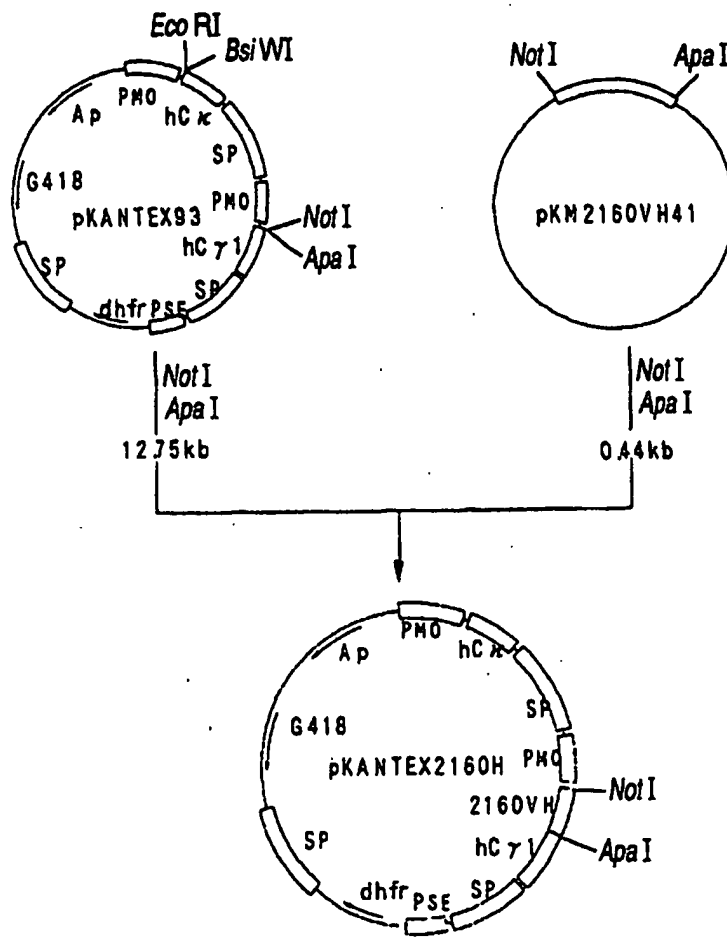 EcoRI
BsiWI
PMO
hCκ
Ap
SP
G418
PMO
pKANTEX93
NotI
hCγ1
ApaI
SP
SP
dhfr
PSE
NotI
ApaI
pKM2160VH41
NotI
ApaI
12.75kb
NotI
ApaI
0.44kb
PMO
hCκ
Ap
SP
G418
PMO
pKANTEX2160H
NotI
2160VH
hCγ1
ApaI
SP
SP
dhfr
PSE